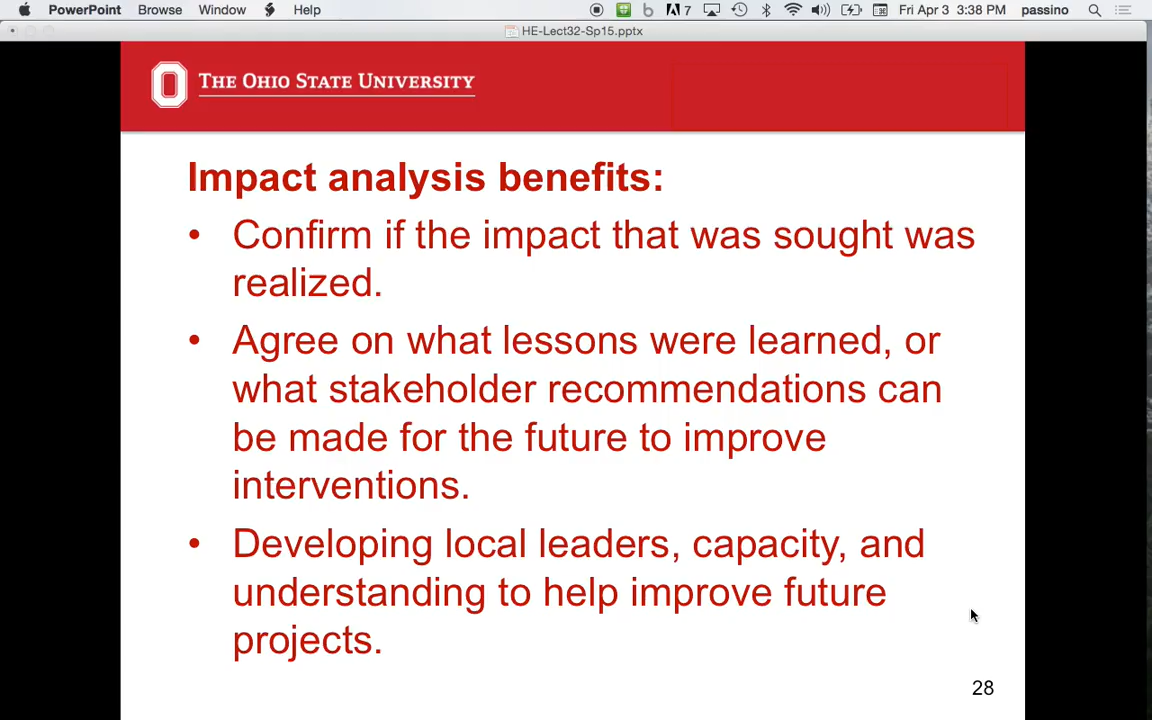 PowerPoint Browse Window Help 7 Fri Apr 3 3:38 PM passino
HE-Lect32-Sp15.pptx
THE OHIO STATE UNIVERSITY
Impact analysis benefits:
• Confirm if the impact that was sought was
realized.
• Agree on what lessons were learned, or
what stakeholder recommendations can
be made for the future to improve
interventions.
• Developing local leaders, capacity, and
understanding to help improve future
projects.
28